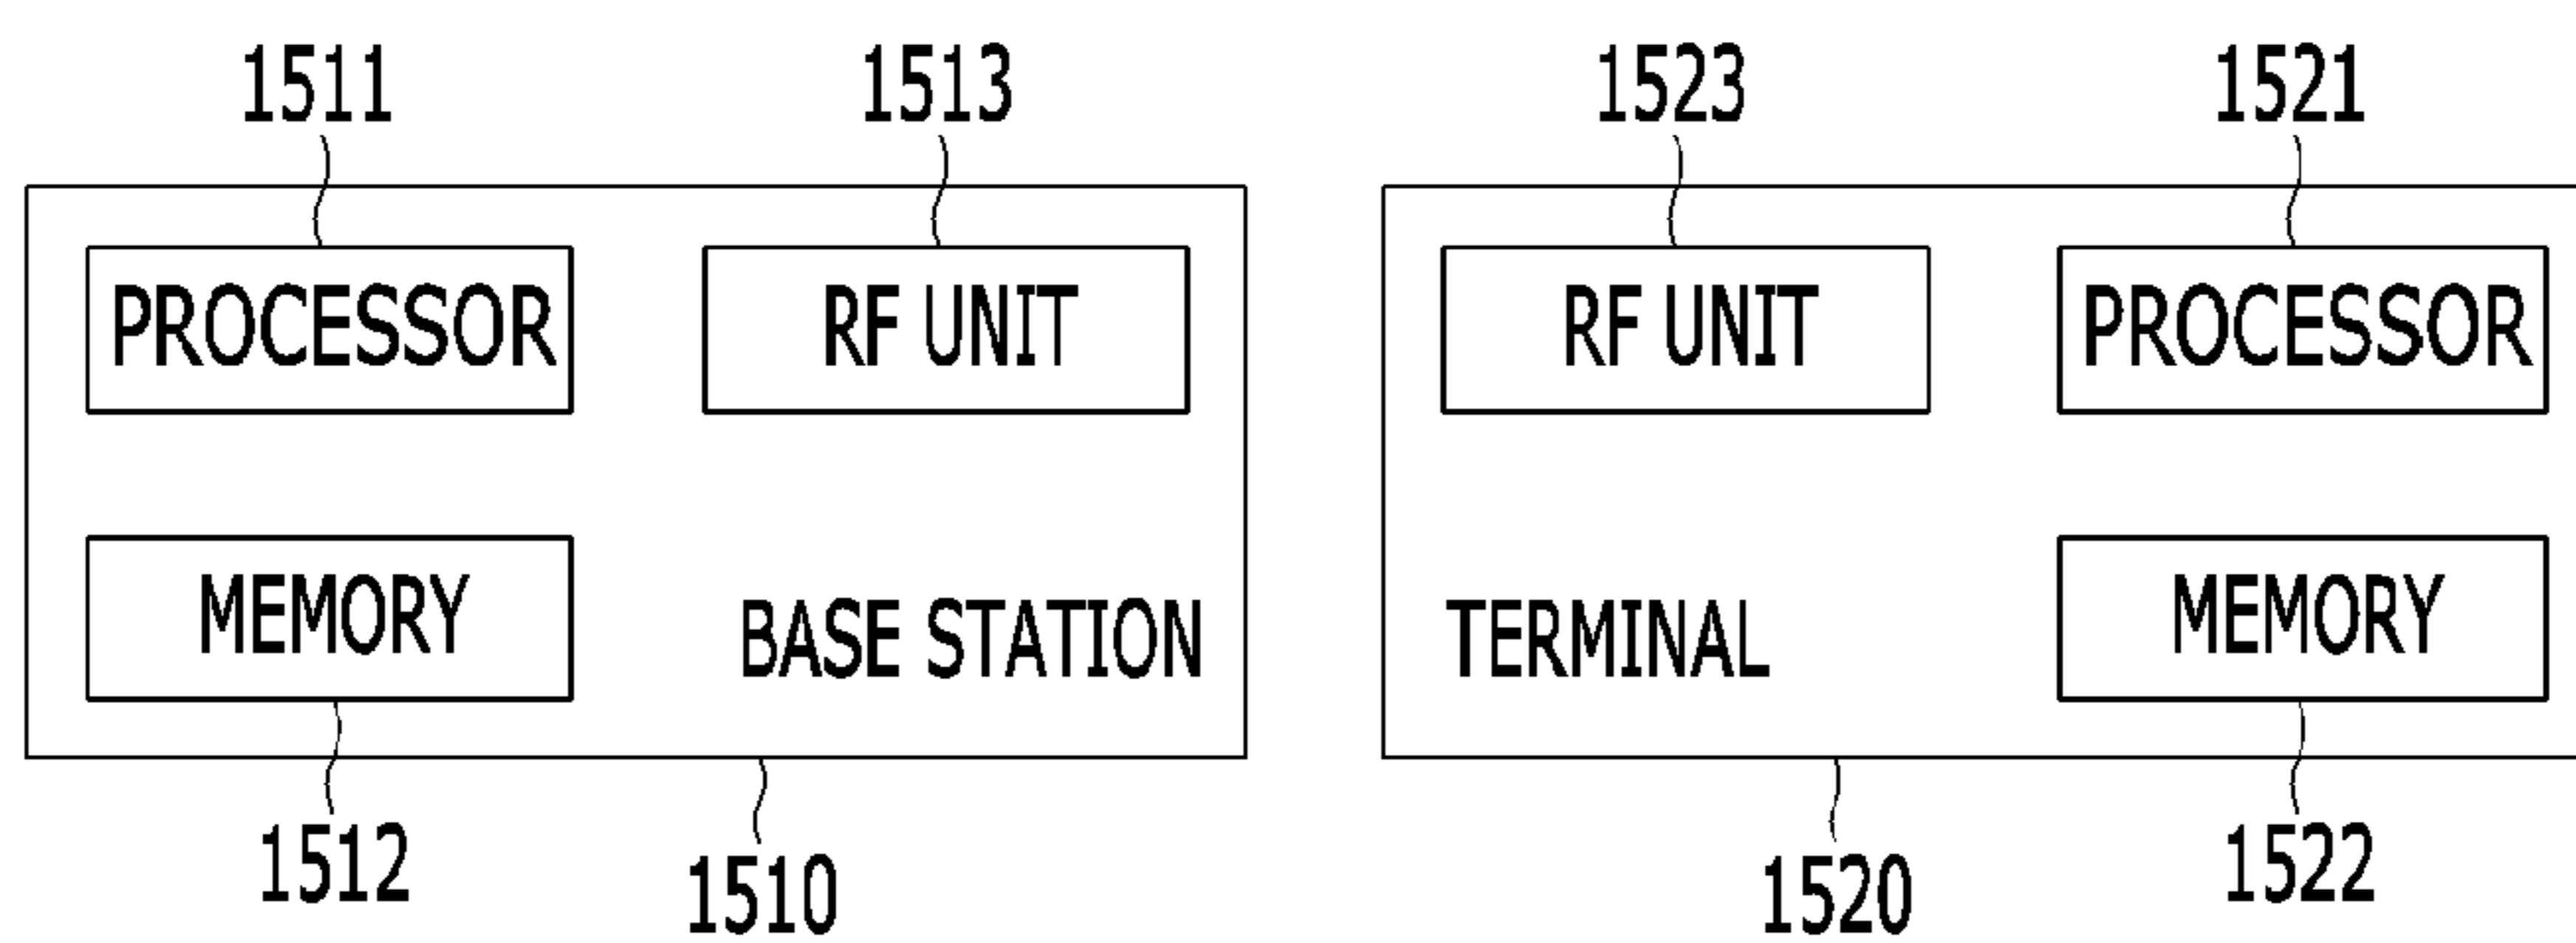 1511 1513 1523 1521
PROCESSOR RF UNIT RF UNIT PROCESSOR
MEMORY BASE STATION TERMINAL MEMORY
1512 1510 1520 1522